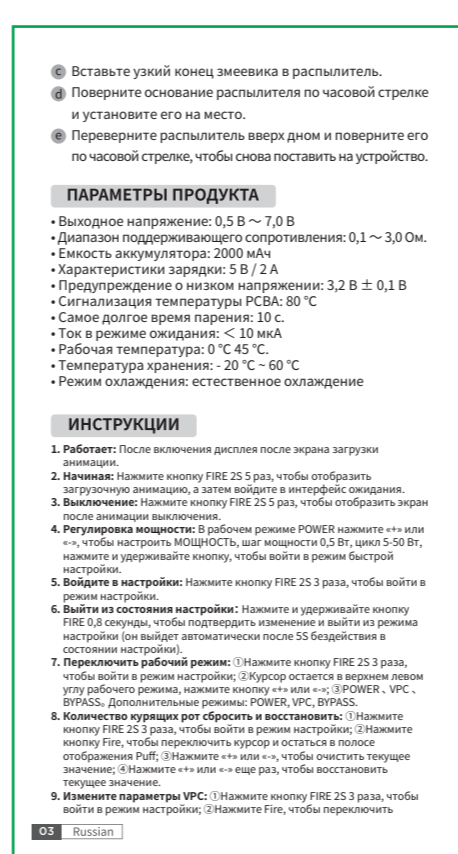 c Вставьте узкий конец змеевика в распылитель.
d Поверните основание распылителя по часовой стрелке
и установите его на место.
e Переверните распылитель вверх дном и поверните его
по часовой стрелке, чтобы снова поставить на устройство.
ПАРАМЕТРЫ ПРОДУКТА
• Выходное напряжение: 0,5 В ～ 7,0 В
• Диапазон поддерживающего сопротивления: 0,1 ～ 3,0 Ом.
• Емкость аккумулятора: 2000 мАч
• Характеристики зарядки: 5 В / 2 А
• Предупреждение о низком напряжении: 3,2 В ± 0,1 В
• Сигнализация температуры PCBA: 80 °C
• Самое долгое время парения: 10 с.
• Ток в режиме ожидания: ＜ 10 мкА
• Рабочая температура: 0 °C 45 °C.
• Температура хранения: - 20 °C ~ 60 °C
• Режим охлаждения: естественное охлаждение
ИНСТРУКЦИИ
1. Работает: После включения дисплея после экрана загрузки
анимации.
2. Начиная: Нажмите кнопку FIRE 2S 5 раз, чтобы отобразить
загрузочную анимацию, а затем войдите в интерфейс ожидания.
3. Выключение: Нажмите кнопку FIRE 2S 5 раз, чтобы отобразить экран
после анимации выключения.
4. Регулировка мощности: В рабочем режиме POWER нажмите «+» или
«-», чтобы настроить МОЩНОСТЬ, шаг мощности 0,5 Вт, цикл 5-50 Вт,
нажмите и удерживайте кнопку, чтобы войти в режим быстрой
настройки.
5. Войдите в настройки: Нажмите кнопку FIRE 2S 3 раза, чтобы войти в
режим настройки.
6. Выйти из состояния настройки: Нажмите и удерживайте кнопку
FIRE 0,8 секунды, чтобы подтвердить изменение и выйти из режима
настройки (он выйдет автоматически после 5S бездействия в
состоянии настройки).
7. Переключить рабочий режим: ①Нажмите кнопку FIRE 2S 3 раза,
чтобы войти в режим настройки; ②Курсор остается в верхнем левом
углу рабочего режима, нажмите кнопку «+» или «-»; ③POWER 、VPC 、
BYPASS。Дополнительные режимы: POWER, VPC, BYPASS.
8. Количество курящих рот сбросить и восстановить: ①Нажмите
кнопку FIRE 2S 3 раза, чтобы войти в режим настройки; ②Нажмите
кнопку Fire, чтобы переключить курсор и остаться в полосе
отображения Puff; ③Нажмите «+» или «-», чтобы очистить текущее
значение; ④Нажмите «+» или «-» еще раз, чтобы восстановить
текущее значение.
9. Измените параметры VPC: ①Нажмите кнопку FIRE 2S 3 раза, чтобы
войти в режим настройки; ②Нажмите Fire, чтобы переключить
03 Russian